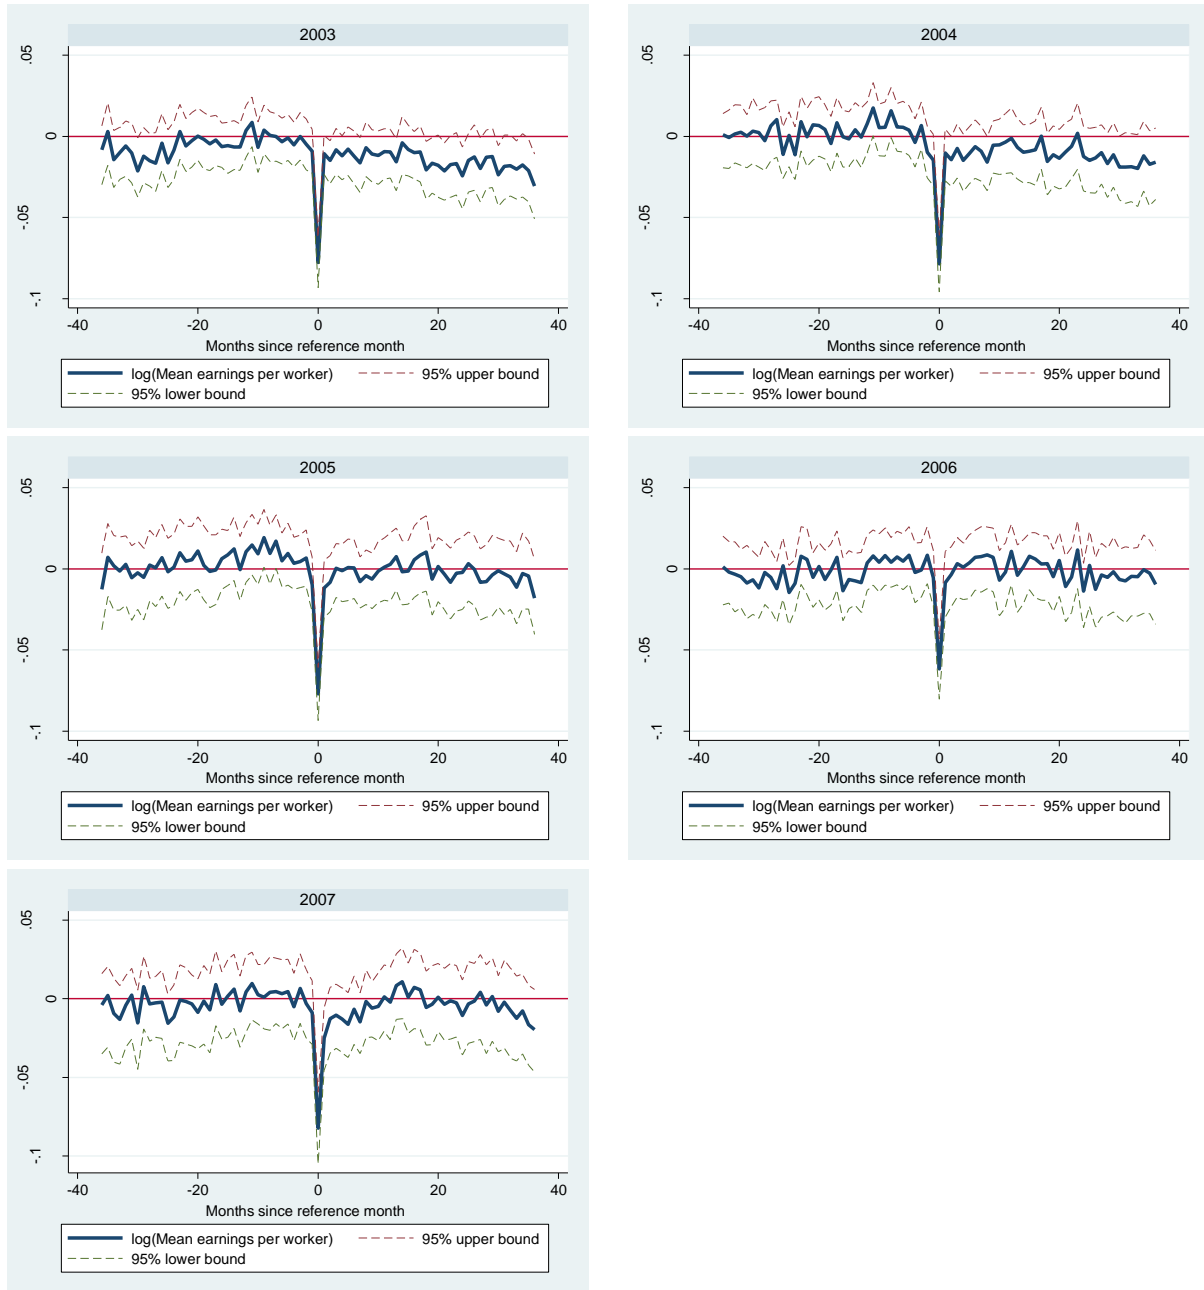 2003
.05
0
-.05
-.1
-40
-20
0
20
40
Months since reference month
log(Mean earnings per worker)
95% upper bound
95% lower bound
2004
.05
0
-.05
-.1
-40
-20
0
20
40
Months since reference month
log(Mean earnings per worker)
95% upper bound
95% lower bound
2005
.05
0
-.05
-.1
-40
-20
0
20
40
Months since reference month
log(Mean earnings per worker)
95% upper bound
95% lower bound
2006
.05
0
-.05
-.1
-40
-20
0
20
40
Months since reference month
log(Mean earnings per worker)
95% upper bound
95% lower bound
2007
.05
0
-.05
-.1
-40
-20
0
20
40
Months since reference month
log(Mean earnings per worker)
95% upper bound
95% lower bound